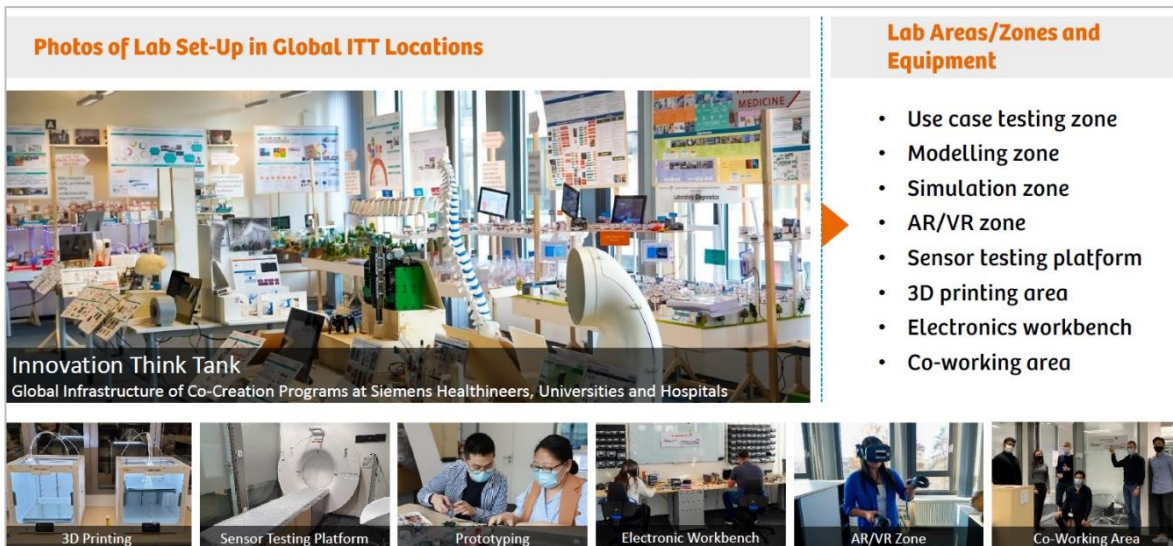 Photos of Lab Set-Up in Global ITT Locations
Lab Areas/Zones and
Equipment
MEDICINE
Laboratory Diagnostics
Innovation Think Tank
Global Infrastructure of Co-Creation Programs at Siemens Healthineers, Universities and Hospitals
• Use case testing zone
• Modelling zone
• Simulation zone
• AR/VR zone
• Sensor testing platform
• 3D printing area
• Electronics workbench
• Co-working area
3D Printing
Sensor Testing Platform
Prototyping
Electronic Workbench
AR/VR Zone
Co-Working Area